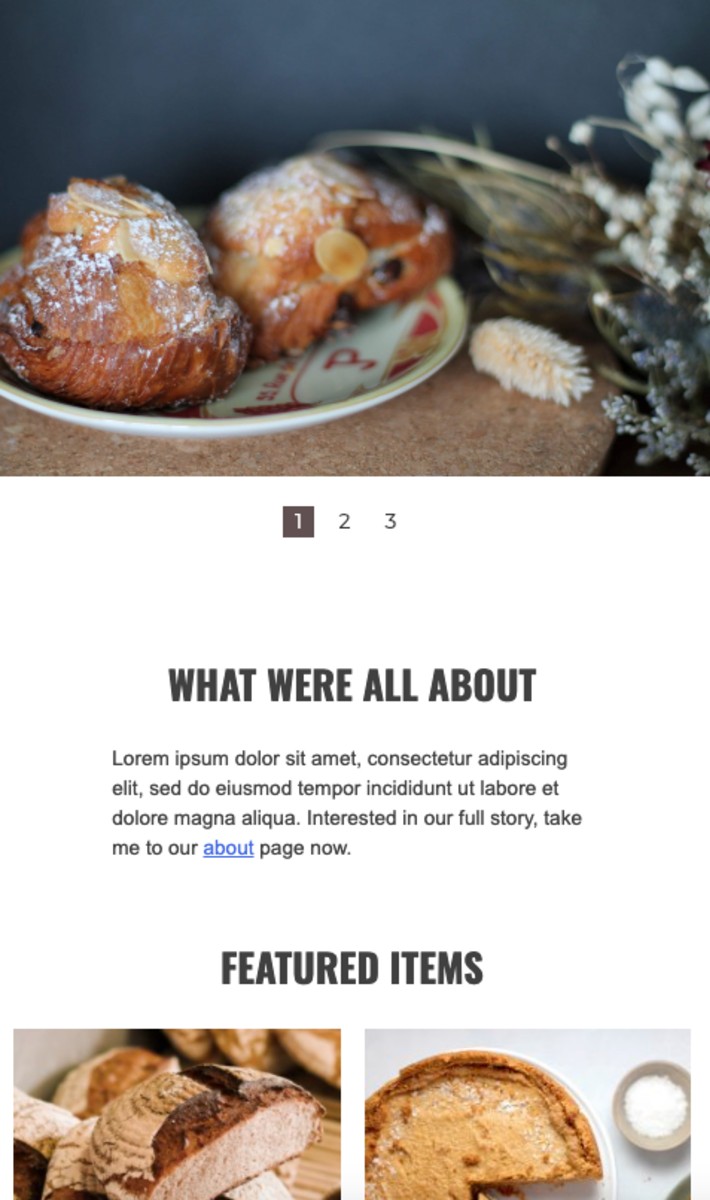 1 2 3
WHAT WERE ALL ABOUT
Lorem ipsum dolor sit amet, consectetur adipiscing
elit, sed do eiusmod tempor incididunt ut labore et
dolore magna aliqua. Interested in our full story, take
me to our about page now.
FEATURED ITEMS